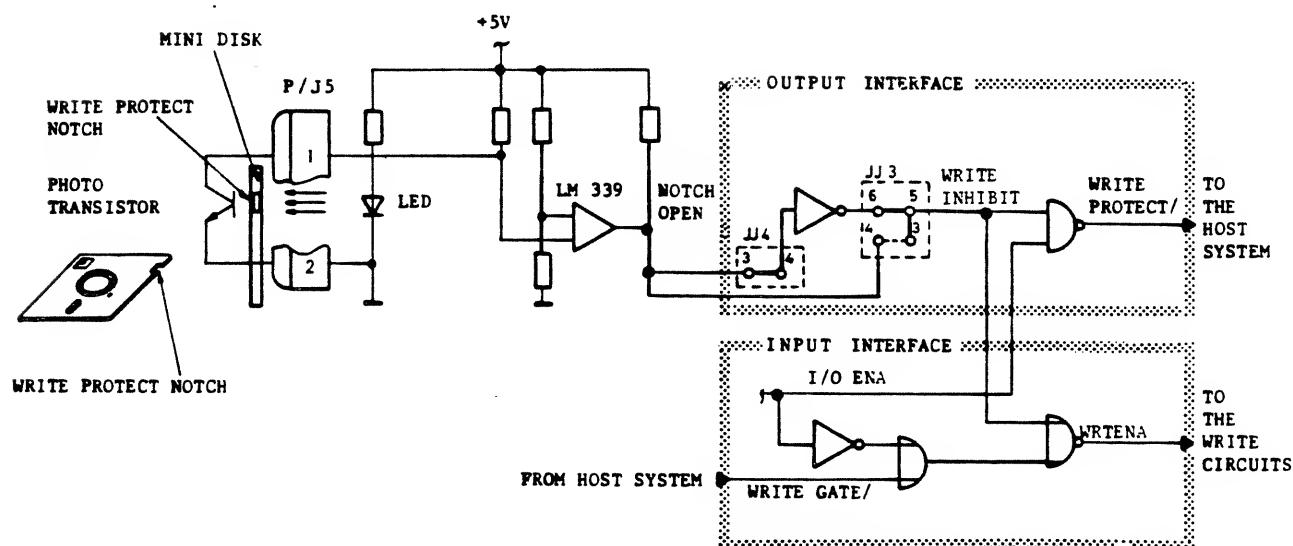 +5V
MINI DISK
P/J5
WRITE PROTECT
NOTCH
1
PHOTO
TRANSISTOR
LED
2
WRITE PROTECT NOTCH
LM 339
NOTCH
OPEN
OUTPUT INTERFACE
JJ3
6
5
4
3
JJ4
3
4
WRITE
INHIBIT
WRITE
PROTECT/
TO
THE
HOST
SYSTEM
INPUT INTERFACE
I/O ENA
FROM HOST SYSTEM
WRITE GATE/
WRTENA
TO
THE
WRITE
CIRCUITS